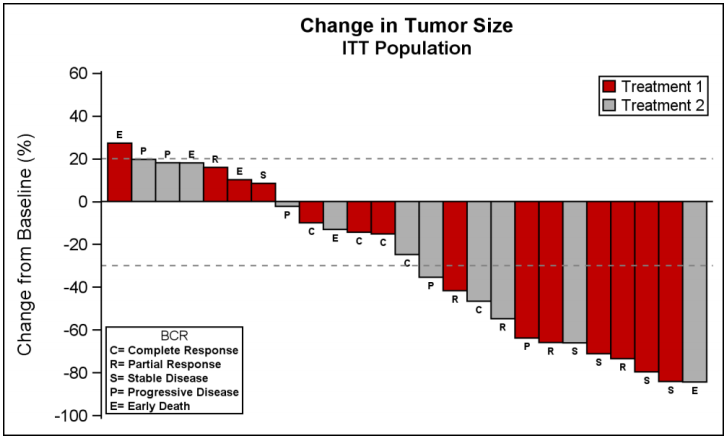 Change in Tumor Size
ITT Population
Change from Baseline (%)
60
40
20
0
-20
-40
-60
-80
-100
Treatment 1
Treatment 2
E
P
P
E
R
E
S
P
C
E
C
C
C
P
R
C
R
P
R
S
S
R
S
S
E
BCR
C= Complete Response
R= Partial Response
S= Stable Disease
P= Progressive Disease
E= Early Death